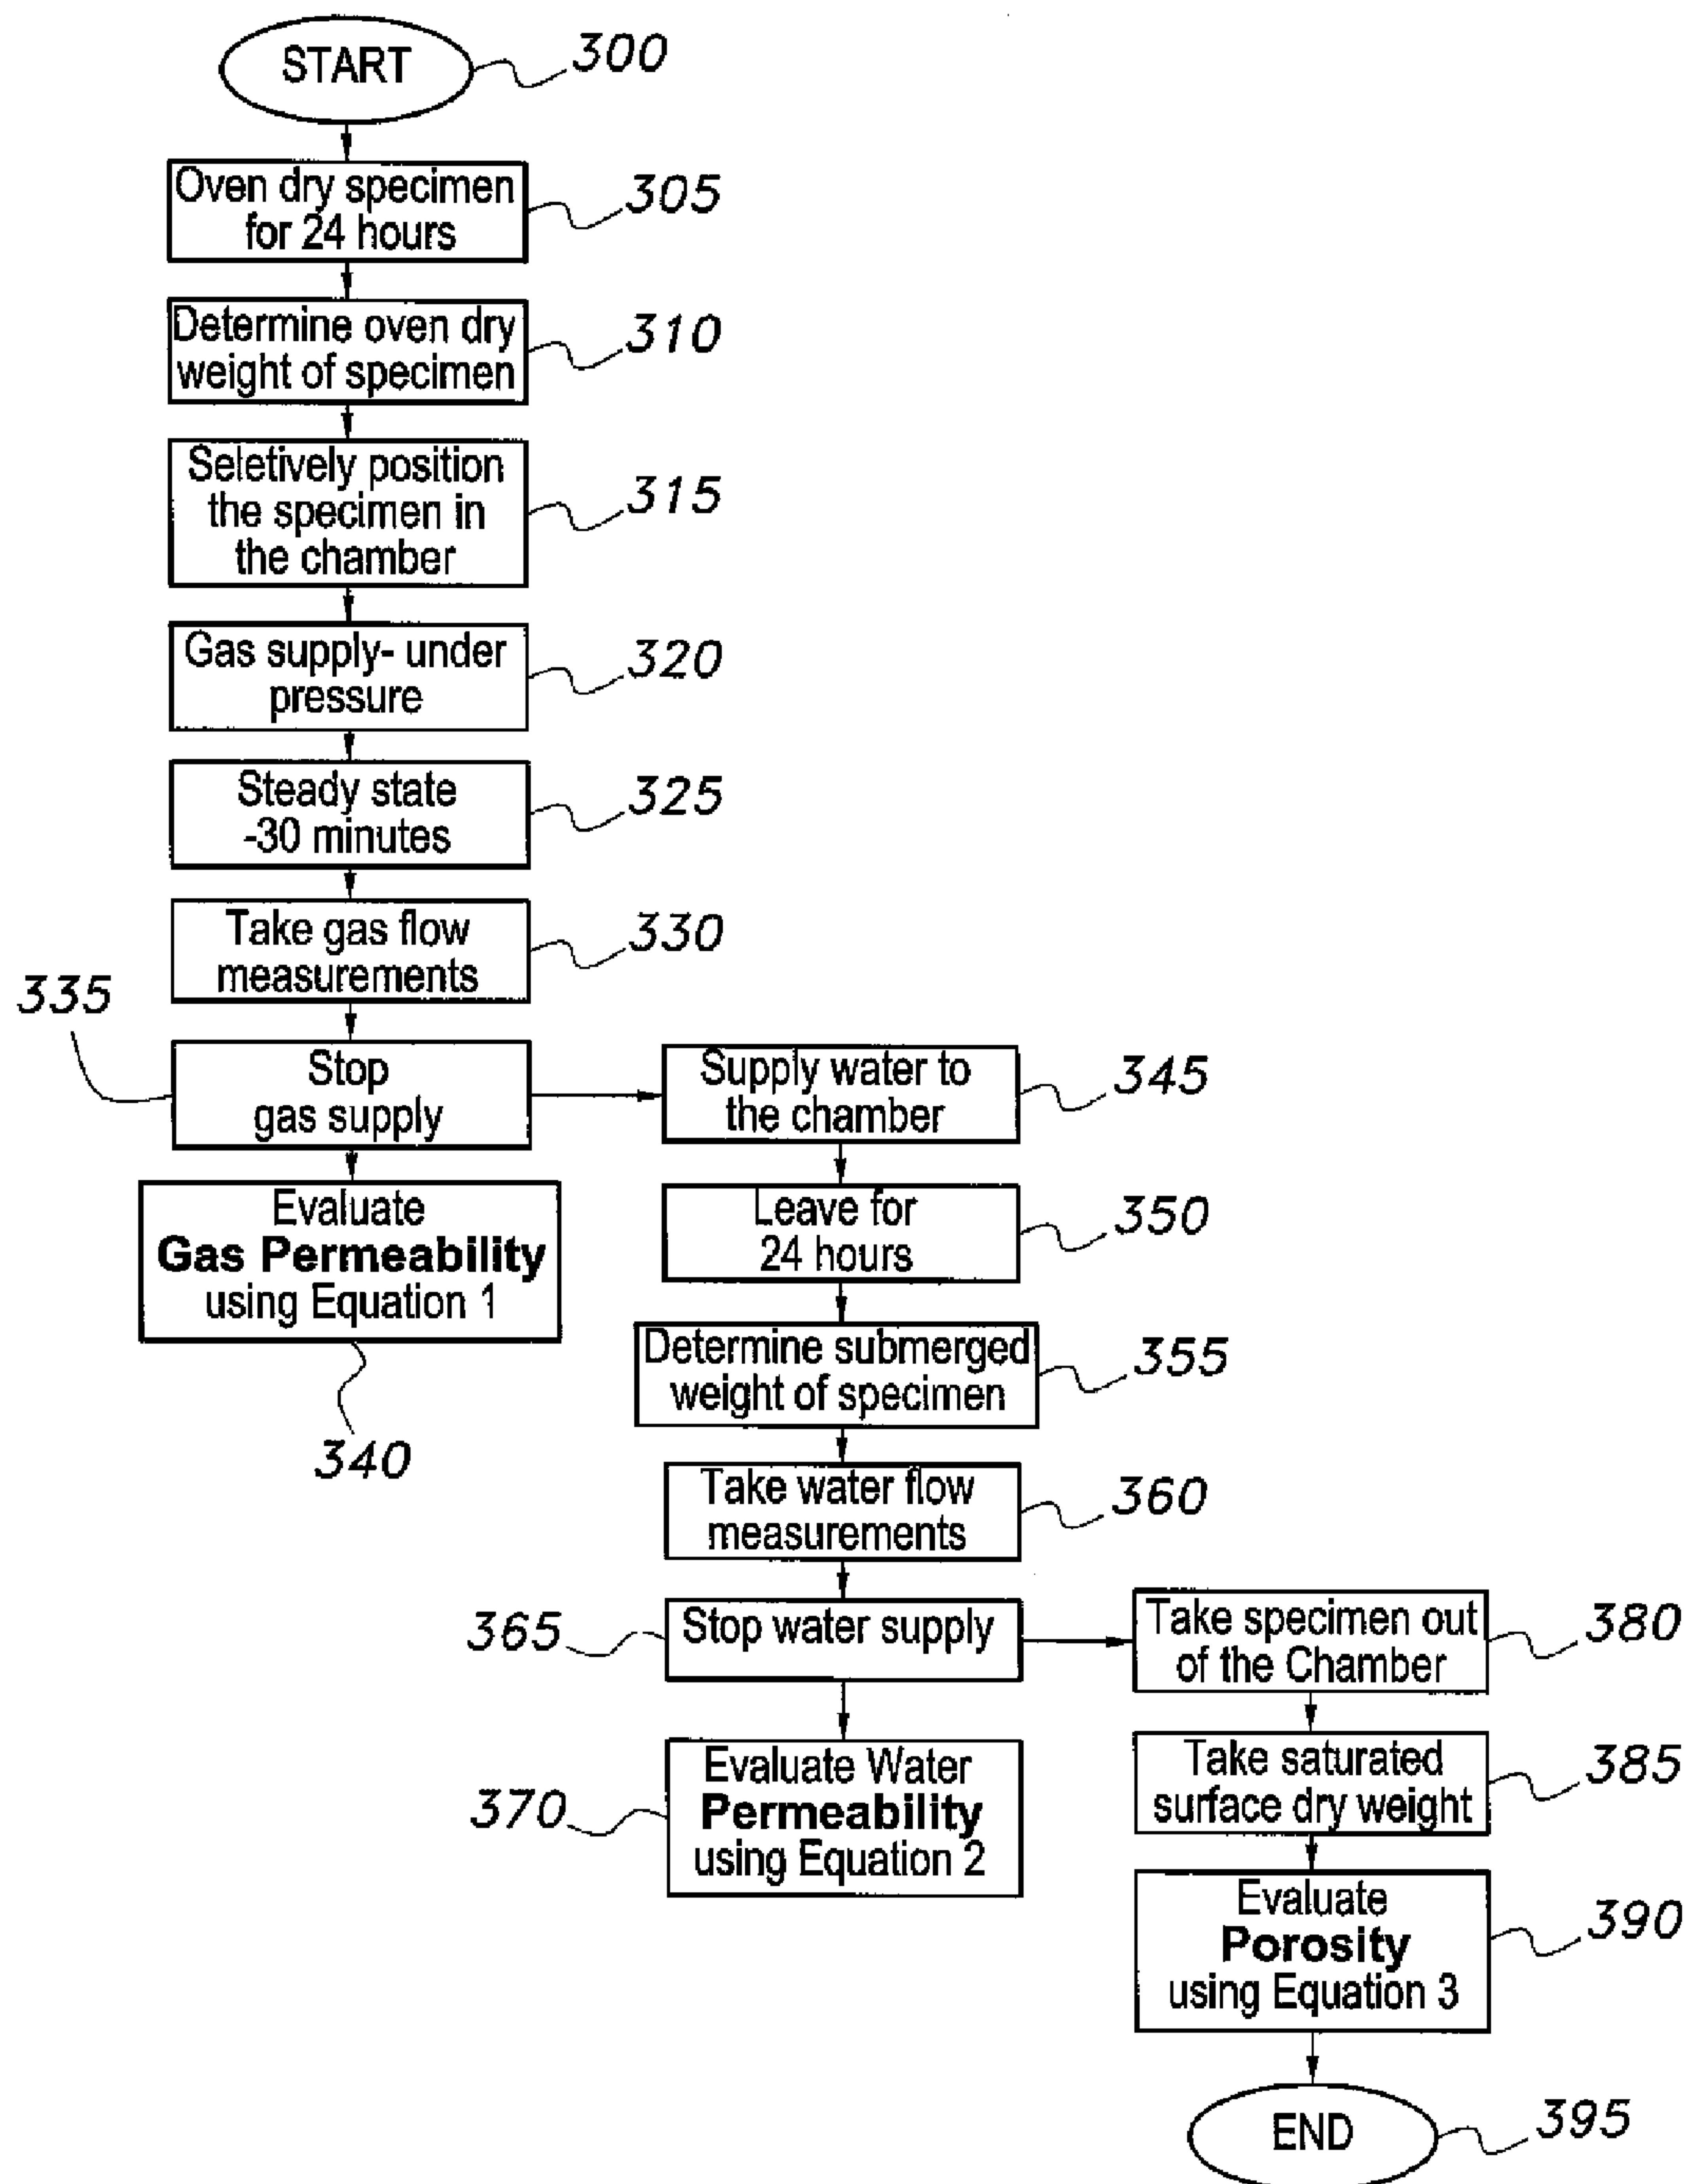 START
300
Oven dry specimen
for 24 hours
305
Determine oven dry
weight of specimen
310
Seletively position
the specimen in
the chamber
315
Gas supply- under
pressure
320
Steady state
-30 minutes
325
Take gas flow
measurements
330
335
Stop
gas supply
Evaluate
Gas Permeability
using Equation 1
340
Supply water to
the chamber
345
Leave for
24 hours
350
Determine submerged
weight of specimen
355
Take water flow
measurements
360
365
Stop water supply
370
Evaluate Water
Permeability
using Equation 2
Take specimen out
of the Chamber
380
Take saturated
surface dry weight
385
Evaluate
Porosity
using Equation 3
390
END
395